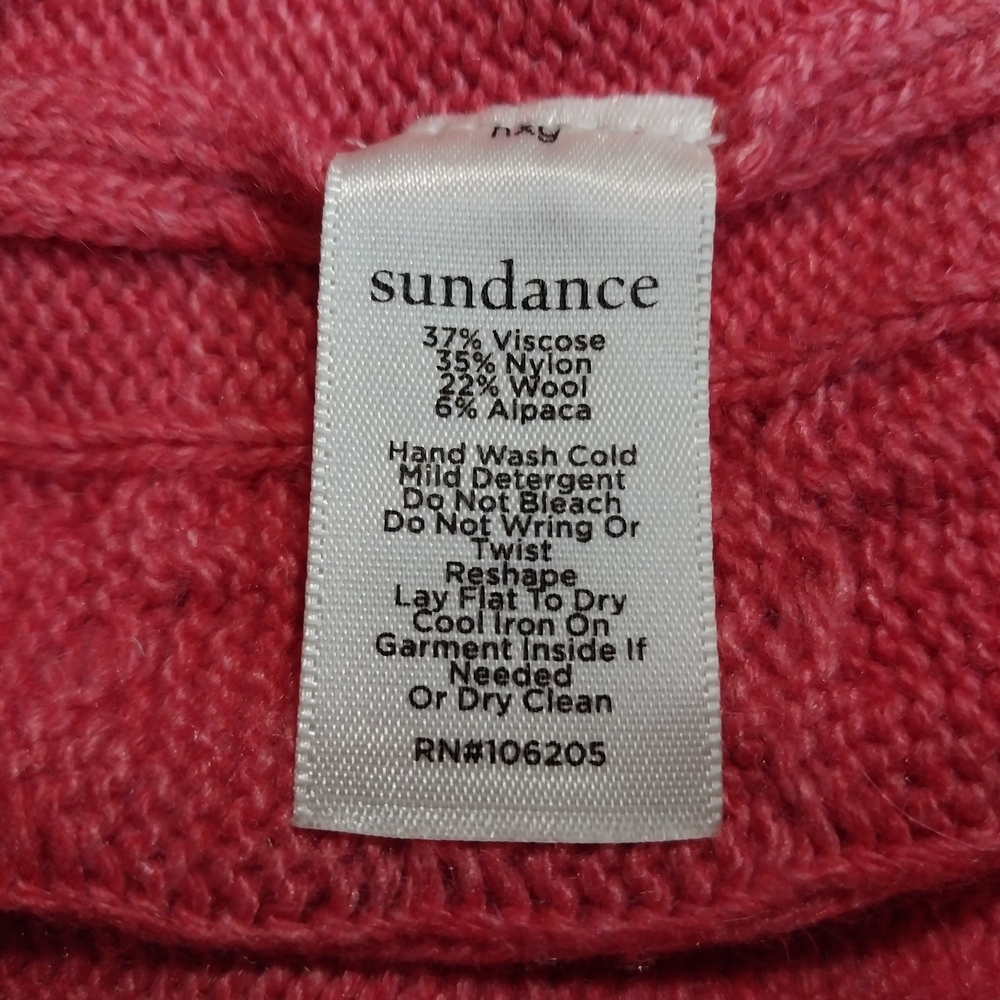 sundance
37% Viscose
35% Nylon
22% Wool
6% Alpaca
Hand Wash Cold
Mild Detergent
Do Not Bleach
Do Not Wring Or
Twist
Reshape
Lay Flat To Dry
Cool Iron On
Garment Inside If
Needed
Or Dry Clean
RN#106205